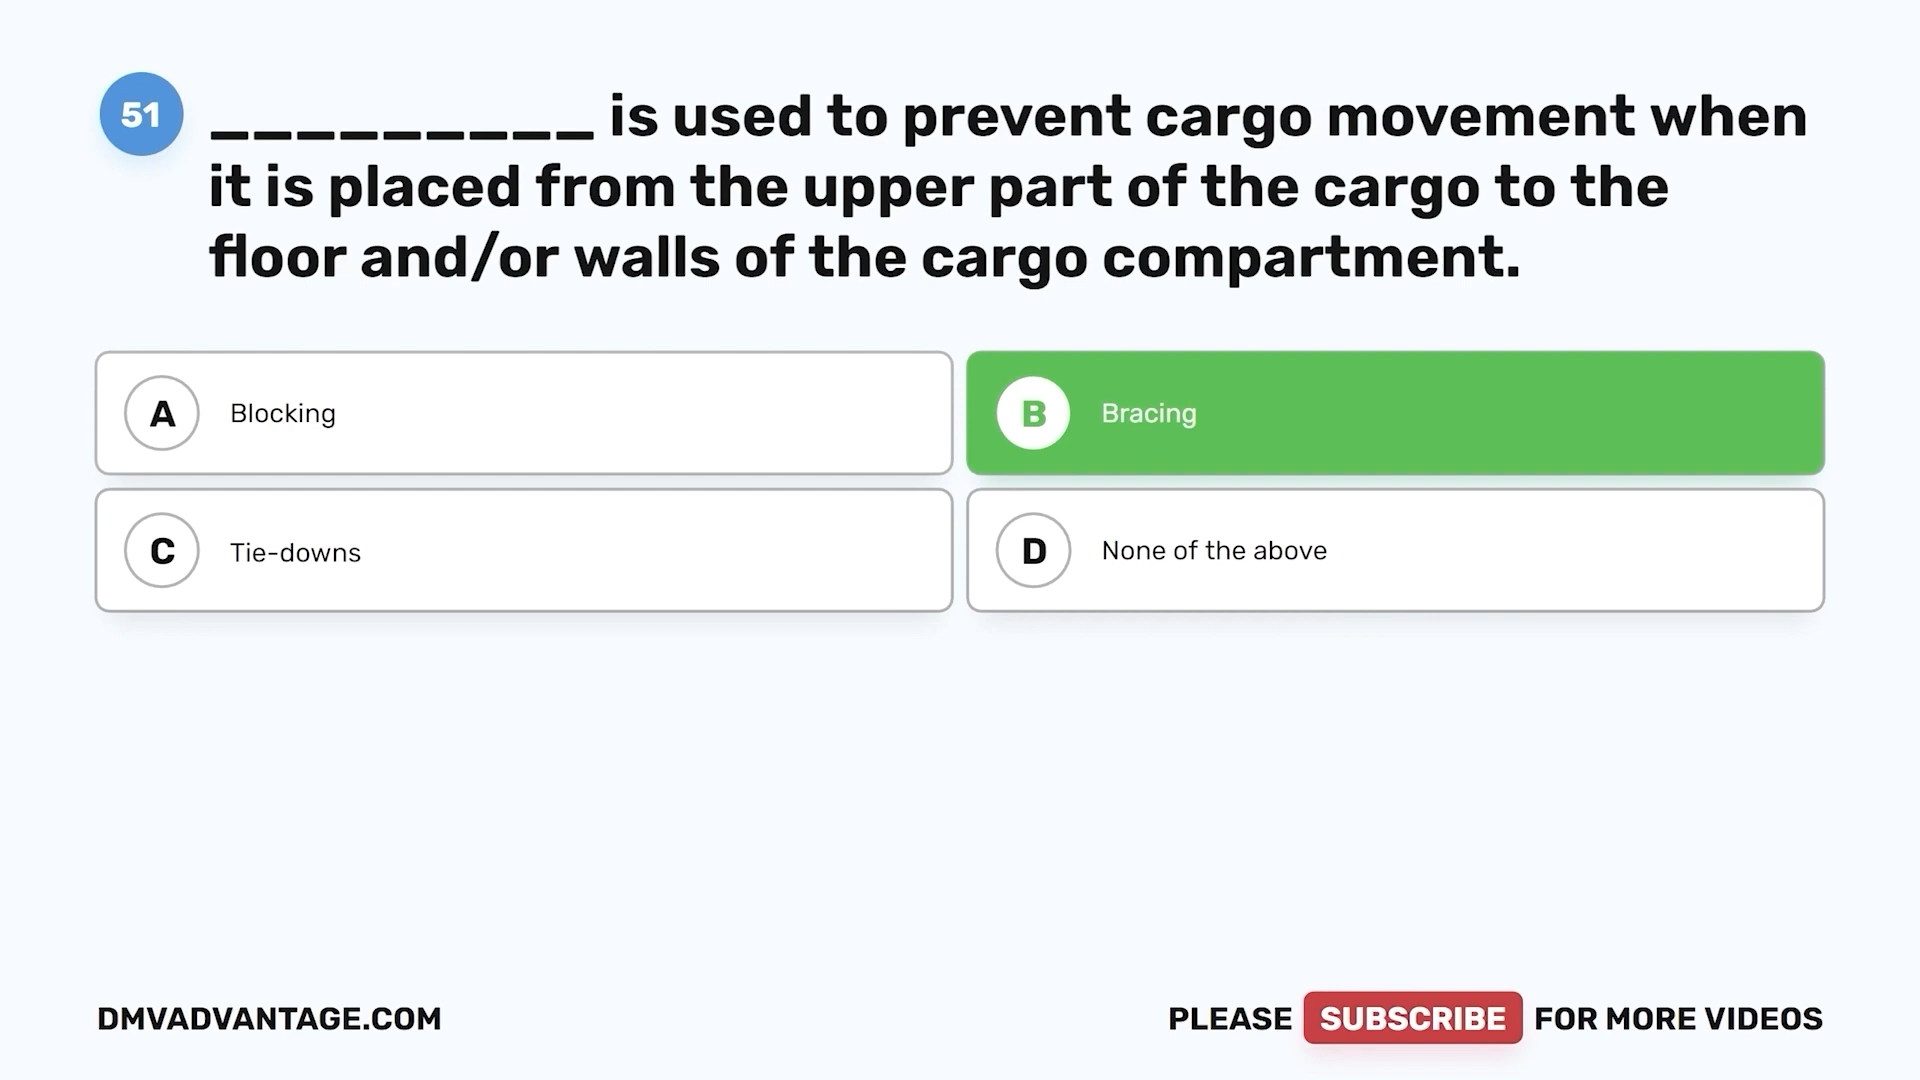 51
_________ is used to prevent cargo movement when
it is placed from the upper part of the cargo to the
floor and/or walls of the cargo compartment.
A Blocking
B Bracing
C Tie-downs
D None of the above
DMVADVANTAGE.COM
PLEASE SUBSCRIBE FOR MORE VIDEOS